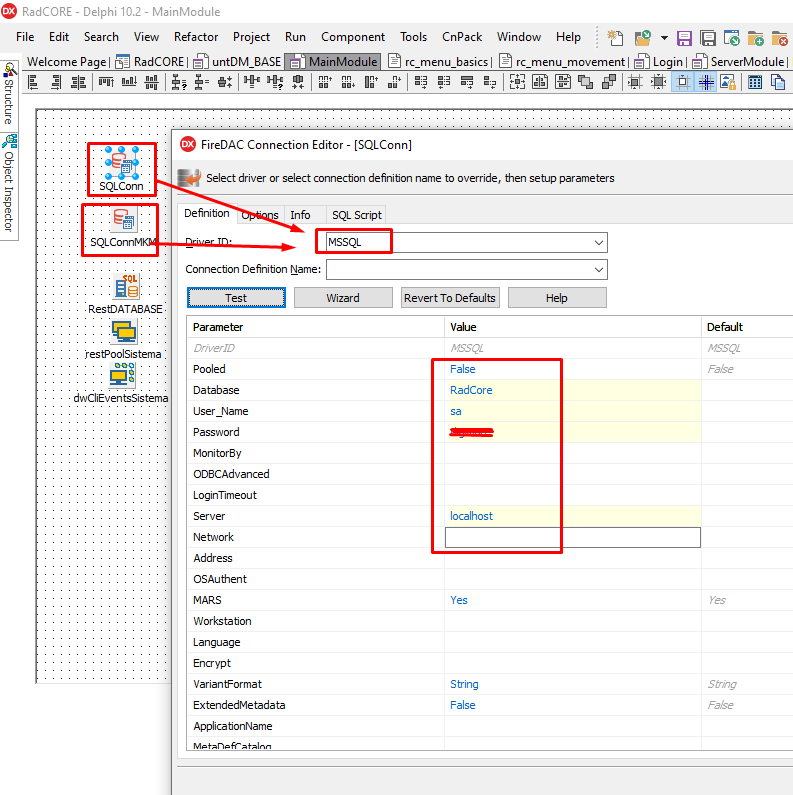 DX RadCORE - Delphi 10.2 - MainModule
File Edit Search View Refactor Project Run Component Tools CnPack Window Help
Welcome Page RadCORE untDM_BASE MainModule rc_menu_basics rc_menu_movement Login ServerModule
Structure
Object Inspector
SQLConn
SQLConnMKM
SQL
RestDATABASE
restPoolSistema
dwCliEventsSistema
DX FireDAC Connection Editor - [SQLConn]
Select driver or select connection definition name to override, then setup parameters
Definition Options Info SQL Script
Driver ID: MSSQL
Connection Definition Name:
Test Wizard Revert To Defaults Help
Parameter Value Default
DriverID MSSQL MSSQL
Pooled False False
Database RadCore
User_Name sa
Password
MonitorBy
ODBCAdvanced
LoginTimeout
Server localhost
Network
Address
OSAuthent
MARS Yes Yes
Workstation
Language
Encrypt
VariantFormat String String
ExtendedMetadata False False
ApplicationName
MetaDefCatalog